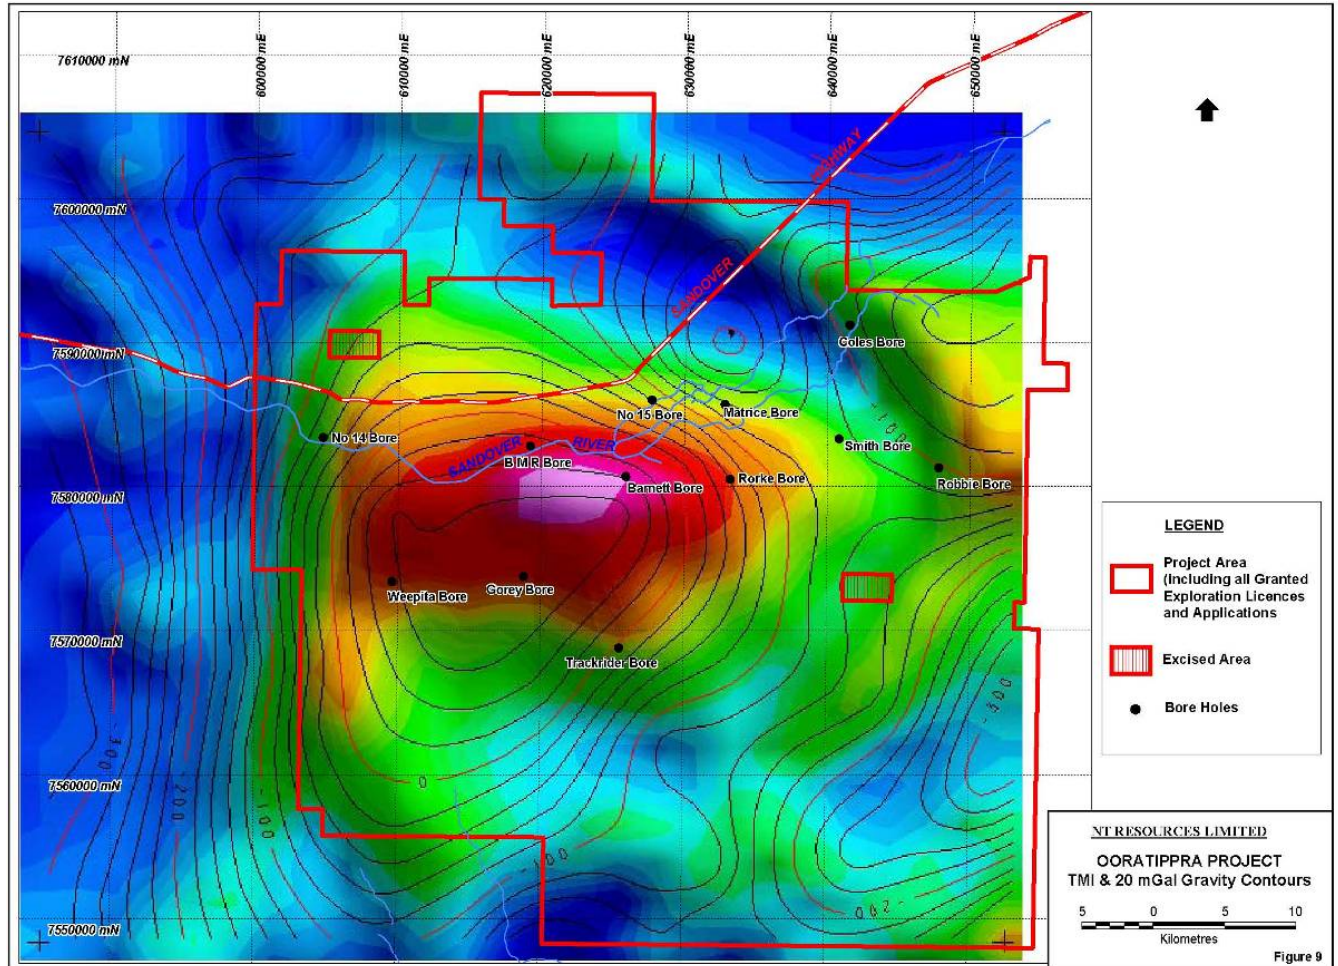 600000 mE
610000 mE
620000 mE
630000 mE
640000 mE
650000 mE
7610000 mN
HIGHWAY
7600000 mN
SANDOVER
7590000 mN
Goles Bore
No 15 Bore
Matrice Bore
No 14 Bore
SANDOVER RIVER
B M R Bore
-100
Smith Bore
Barnett Bore
Rorke Bore
Robbie Bore
7580000 mN
Weepita Bore
Gorey Bore
7570000 mN
Trackrider Bore
-300
-300
-200
-100
0
7560000 mN
-100
-200
7550000 mN
LEGEND
Project Area
(Including all Granted
Exploration Licences
and Applications
Excised Area
Bore Holes
NT RESOURCES LIMITED
OORATIPPRA PROJECT
TMI & 20 mGal Gravity Contours
5 0 5 10
Kilometres
Figure 9